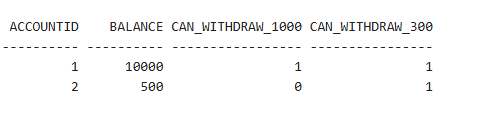 ACCOUNTID    BALANCE CAN_WITHDRAW_1000 CAN_WITHDRAW_300
---------- ---------- ----------------- ----------------
         1      10000                 1                1
         2        500                 0                1